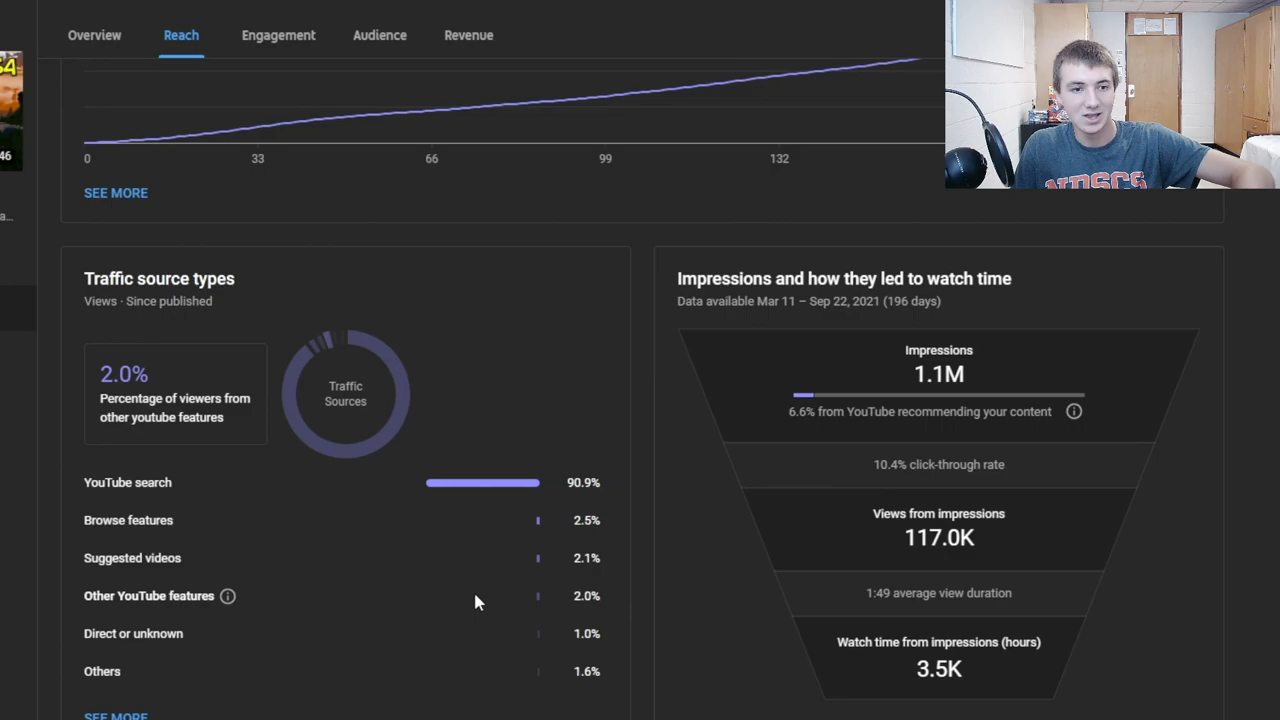 Overview Reach Engagement Audience Revenue
54
46
a...
0 33 66 99 132
SEE MORE
NDSCS
Traffic source types
Views · Since published
2.0%
Percentage of viewers from
other youtube features
Traffic
Sources
YouTube search 90.9%
Browse features 2.5%
Suggested videos 2.1%
Other YouTube features 2.0%
Direct or unknown 1.0%
Others 1.6%
SEE MORE
Impressions and how they led to watch time
Data available Mar 11 – Sep 22, 2021 (196 days)
Impressions
1.1M
6.6% from YouTube recommending your content
10.4% click-through rate
Views from impressions
117.0K
1:49 average view duration
Watch time from impressions (hours)
3.5K